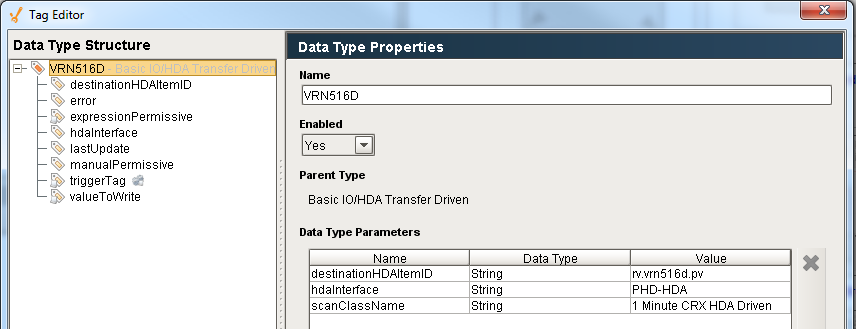 Tag Editor
Data Type Structure
VRN516D - Basic IO/HDA Transfer Driven
destinationHDAItemID
error
expressionPermissive
hdaInterface
lastUpdate
manualPermissive
triggerTag
valueToWrite
Data Type Properties
Name
VRN516D
Enabled
Yes
Parent Type
Basic IO/HDA Transfer Driven
Data Type Parameters
Name Data Type Value
destinationHDAItemID String rv.vrn516d.pv
hdaInterface String PHD-HDA
scanClassName String 1 Minute CRX HDA Driven